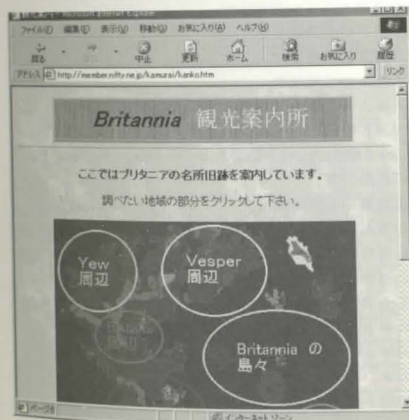 Microsoft Internet Explorer
ファイル(F) 編集(E) 表示(V) 移動(G) お気に入り(A) ヘルプ(H)
戻る 中止 更新 ホーム 検索 お気に入り 履歴
アドレス http://member.nifty.ne.jp/kamurai/kanko.htm リンク
Britannia 観光案内所
ここではブリタニアの名所旧跡を案内しています。
調べたい地域の部分をクリックして下さい。
Yew
周辺
Vesper
周辺
周辺
Britannia の
島々
インターネット ゾーン